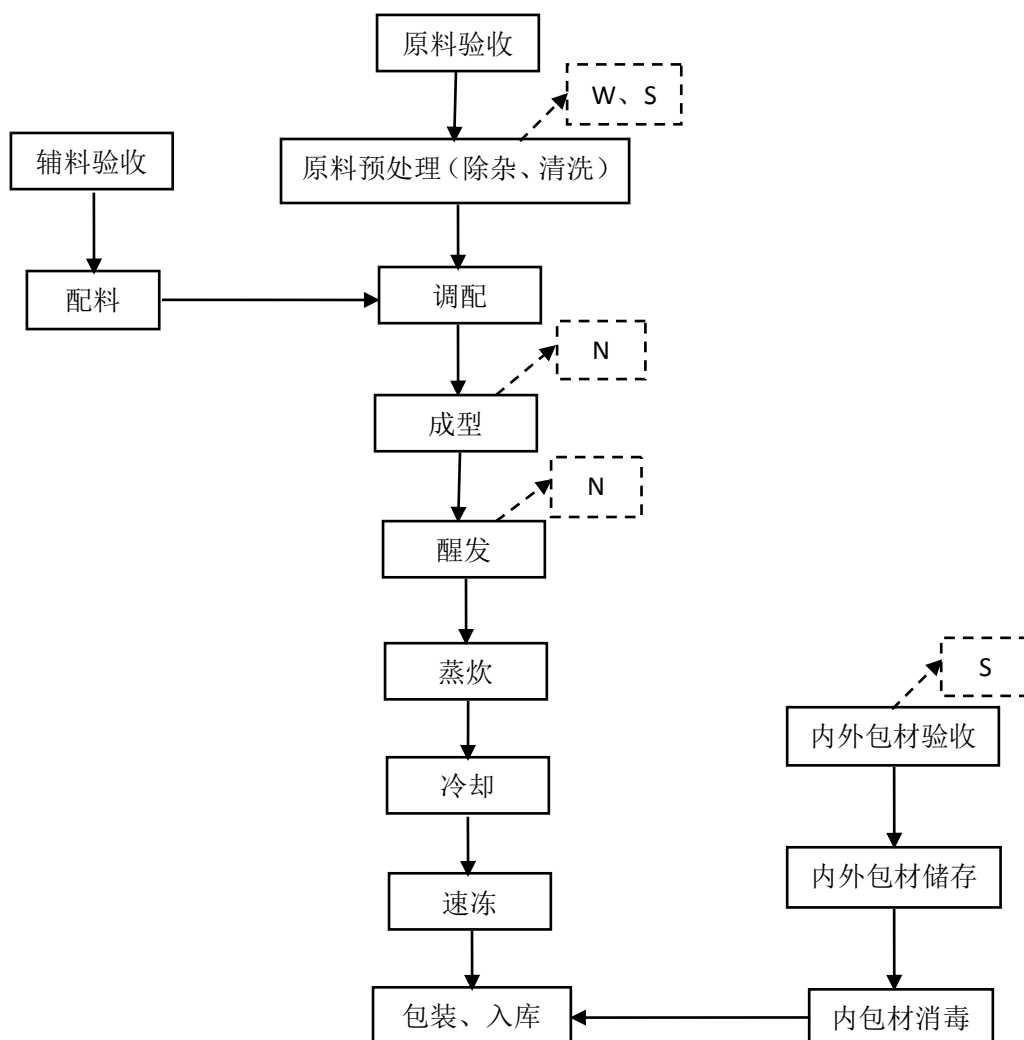 原料验收
W、S
辅料验收
原料预处理（除杂、清洗）
配料
调配
N
成型
N
醒发
蒸炊
S
内外包材验收
冷却
内外包材储存
速冻
包装、入库
内包材消毒